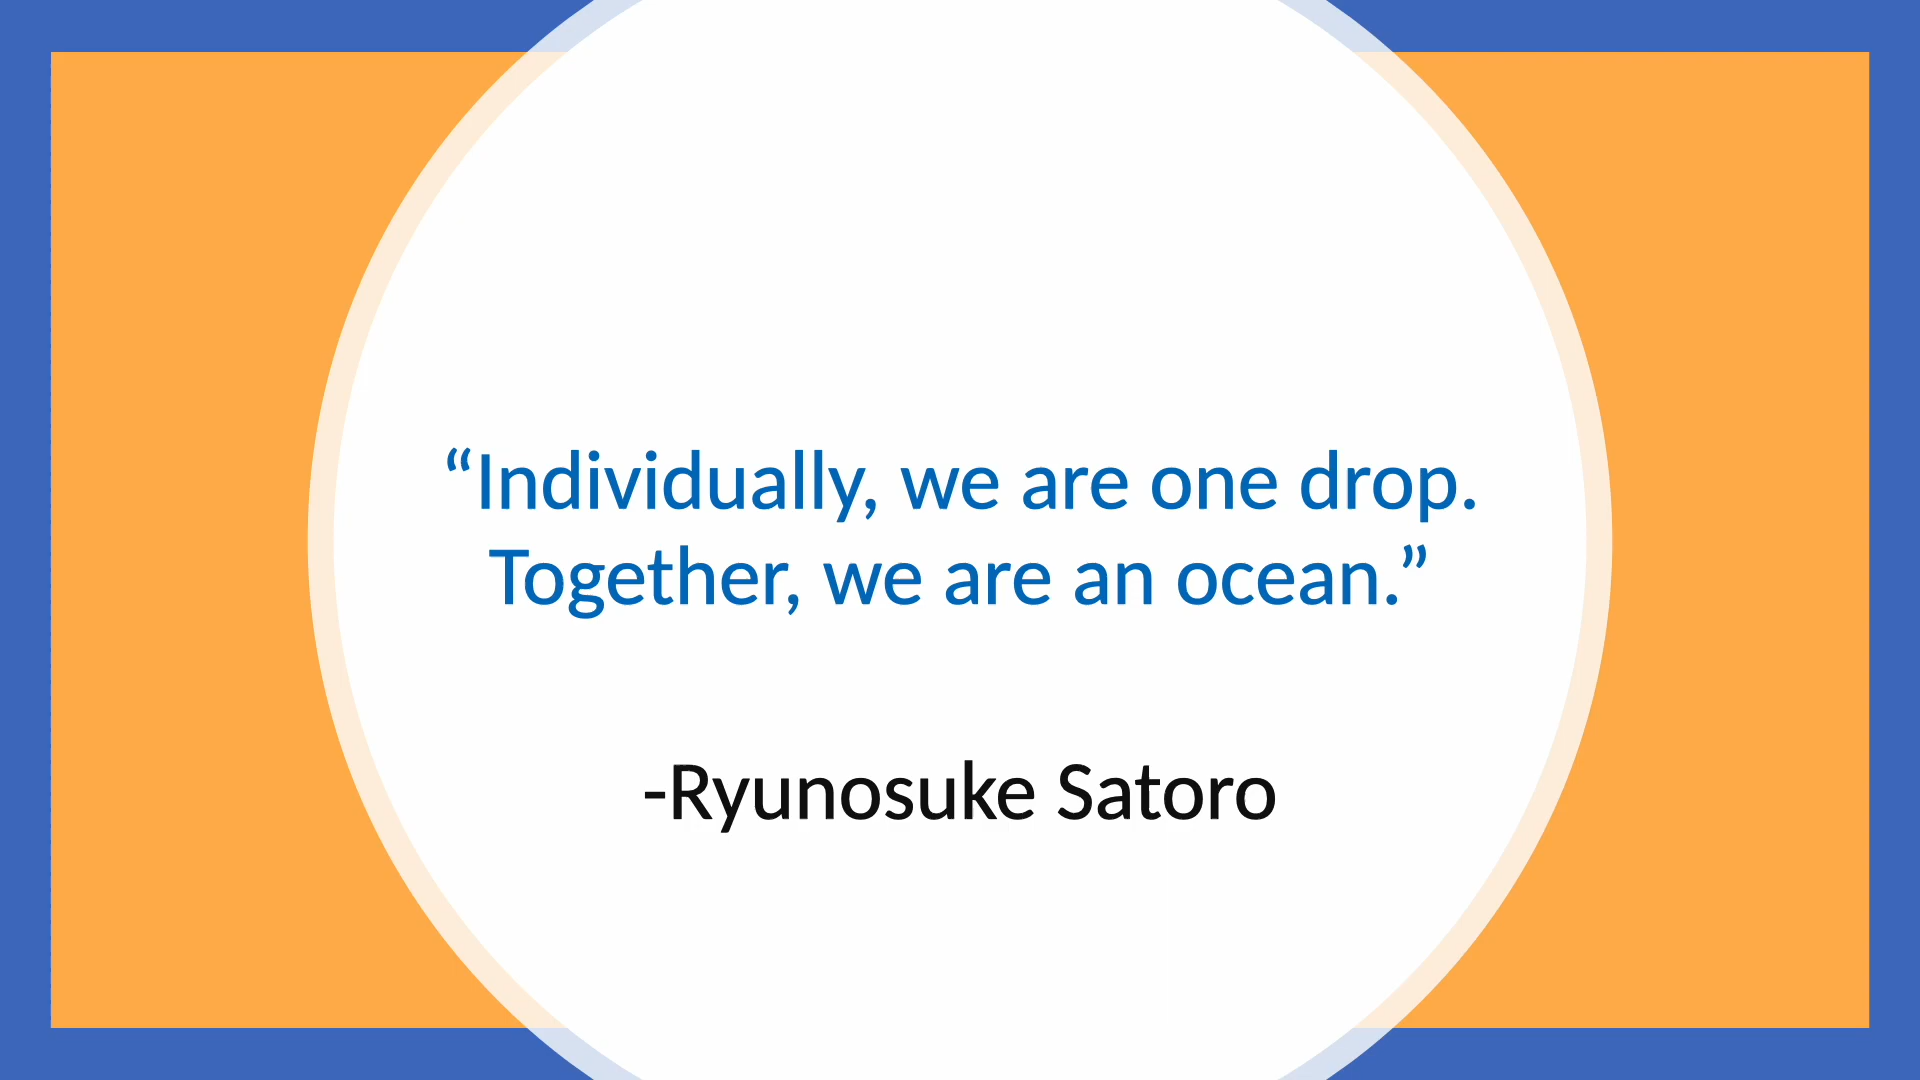 “Individually, we are one drop.
Together, we are an ocean.”
-Ryunosuke Satoro